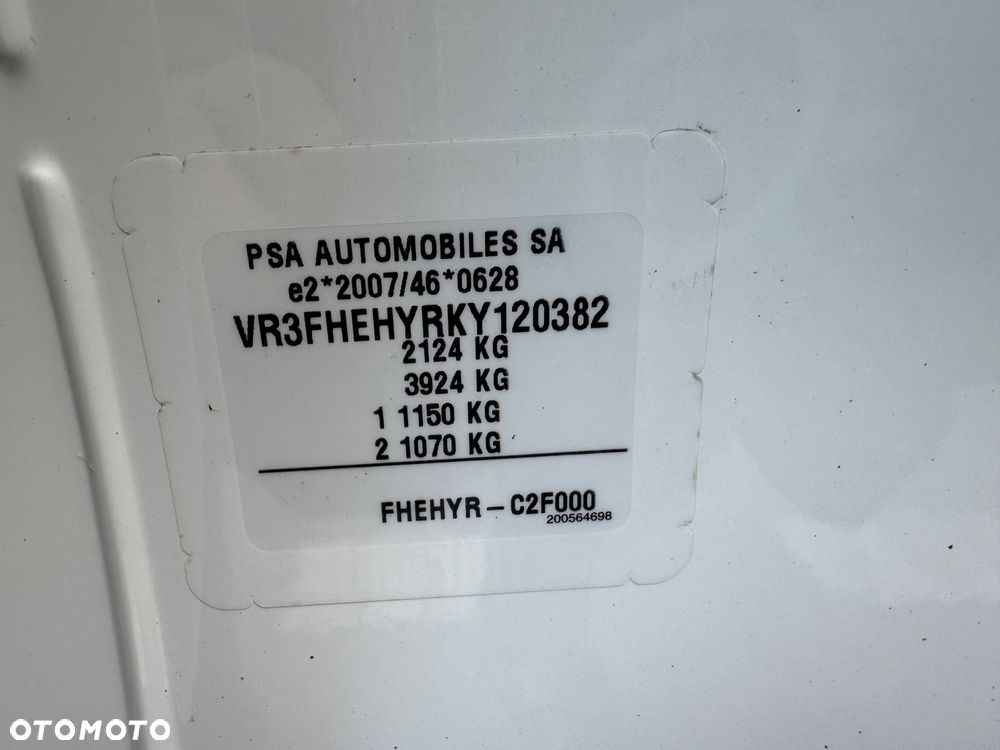 PSA AUTOMOBILES SA
e2*2007/46*0628
VR3FHEHYRKY120382
2124 KG
3924 KG
1 1150 KG
2 1070 KG
FHEHYR – C2F000
200564698
OTOMOTO